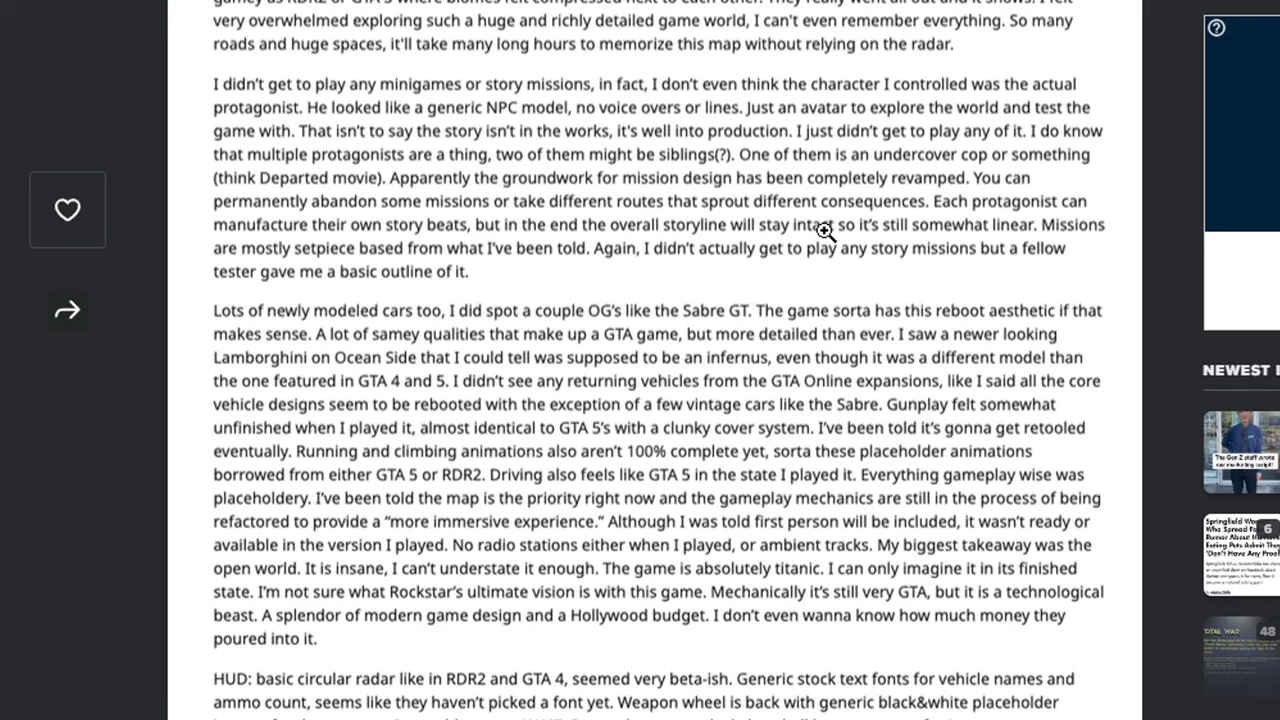 very overwhelmed exploring such a huge and richly detailed game world, I can't even remember everything. So many
roads and huge spaces, it'll take many long hours to memorize this map without relying on the radar.
I didn't get to play any minigames or story missions, in fact, I don't even think the character I controlled was the actual
protagonist. He looked like a generic NPC model, no voice overs or lines. Just an avatar to explore the world and test the
game with. That isn't to say the story isn't in the works, it's well into production. I just didn't get to play any of it. I do know
that multiple protagonists are a thing, two of them might be siblings(?). One of them is an undercover cop or something
(think Departed movie). Apparently the groundwork for mission design has been completely revamped. You can
permanently abandon some missions or take different routes that sprout different consequences. Each protagonist can
manufacture their own story beats, but in the end the overall storyline will stay intact so it's still somewhat linear. Missions
are mostly setpiece based from what I've been told. Again, I didn't actually get to play any story missions but a fellow
tester gave me a basic outline of it.
Lots of newly modeled cars too, I did spot a couple OG's like the Sabre GT. The game sorta has this reboot aesthetic if that
makes sense. A lot of samey qualities that make up a GTA game, but more detailed than ever. I saw a newer looking
Lamborghini on Ocean Side that I could tell was supposed to be an infernus, even though it was a different model than
the one featured in GTA 4 and 5. I didn't see any returning vehicles from the GTA Online expansions, like I said all the core
vehicle designs seem to be rebooted with the exception of a few vintage cars like the Sabre. Gunplay felt somewhat
unfinished when I played it, almost identical to GTA 5's with a clunky cover system. I've been told it's gonna get retooled
eventually. Running and climbing animations also aren't 100% complete yet, sorta these placeholder animations
borrowed from either GTA 5 or RDR2. Driving also feels like GTA 5 in the state I played it. Everything gameplay wise was
placeholdery. I've been told the map is the priority right now and the gameplay mechanics are still in the process of being
refactored to provide a "more immersive experience." Although I was told first person will be included, it wasn't ready or
available in the version I played. No radio stations either when I played, or ambient tracks. My biggest takeaway was the
open world. It is insane, I can't understate it enough. The game is absolutely titanic. I can only imagine it in its finished
state. I'm not sure what Rockstar's ultimate vision is with this game. Mechanically it's still very GTA, but it is a technological
beast. A splendor of modern game design and a Hollywood budget. I don't even wanna know how much money they
poured into it.
HUD: basic circular radar like in RDR2 and GTA 4, seemed very beta-ish. Generic stock text fonts for vehicle names and
ammo count, seems like they haven't picked a font yet. Weapon wheel is back with generic black&white placeholder
NEWEST
The Gen Z staff wrote
our marketing script!
6
Springfield
Who Spread
Rumor About
Eating Pets Admit They
'Don't Have Any
48
TOTAL WAR